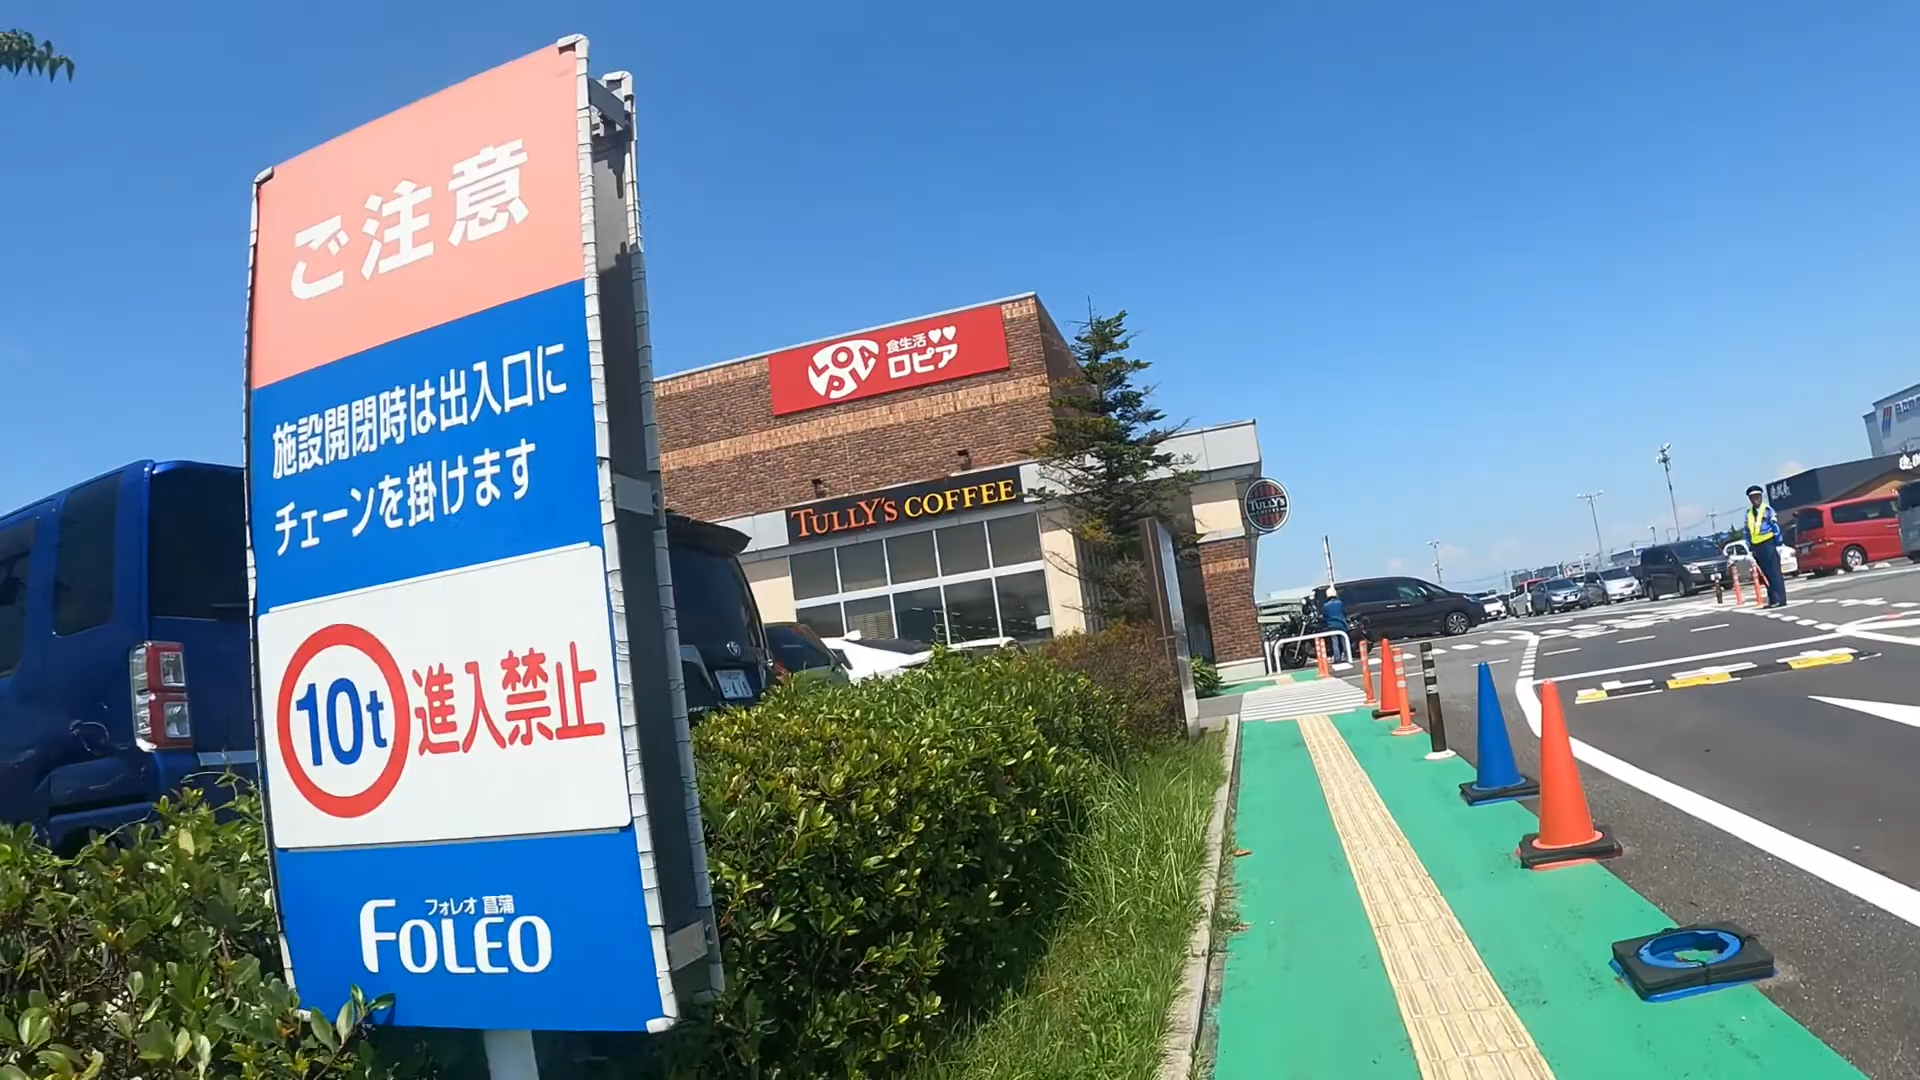 ご注意
施設開閉時は出入口に
チェーンを掛けます
10t 進入禁止
フォレオ 菖蒲
FOLEO
LOPIA
食生活♥♥
ロピア
TULLY'S COFFEE
TULLY'S
COFFEE